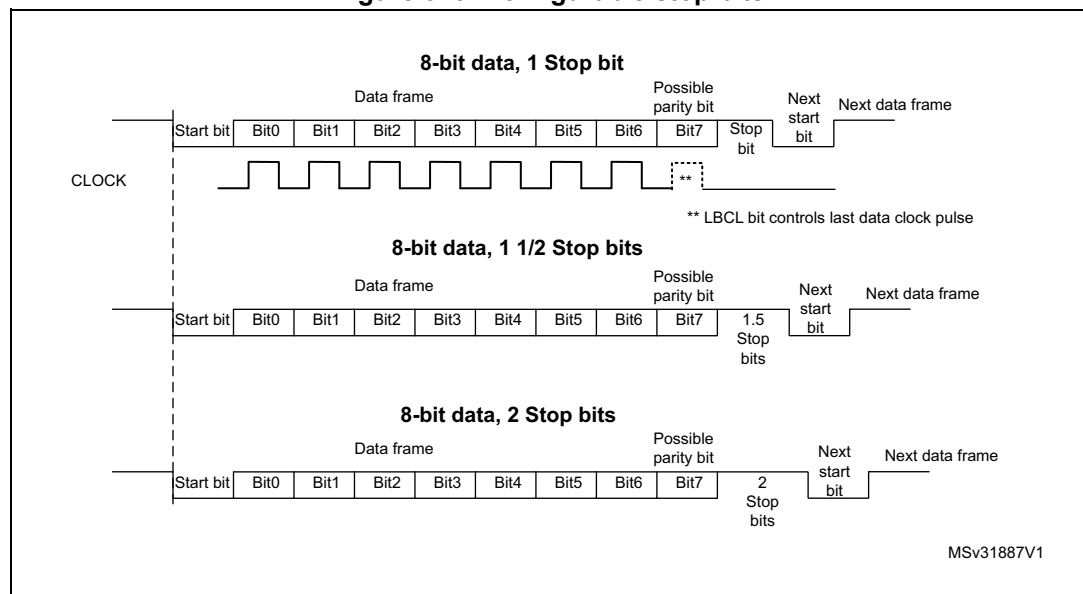 8-bit data, 1 Stop bit
Data frame
Possible parity bit
Next start bit
Next data frame
Start bit Bit0 Bit1 Bit2 Bit3 Bit4 Bit5 Bit6 Bit7 Stop bit
CLOCK
**
** LBCL bit controls last data clock pulse
8-bit data, 1 1/2 Stop bits
Data frame
Possible parity bit
Next start bit
Next data frame
Start bit Bit0 Bit1 Bit2 Bit3 Bit4 Bit5 Bit6 Bit7 1.5 Stop bits
8-bit data, 2 Stop bits
Data frame
Possible parity bit
Next start bit
Next data frame
Start bit Bit0 Bit1 Bit2 Bit3 Bit4 Bit5 Bit6 Bit7 2 Stop bits
MSv31887V1